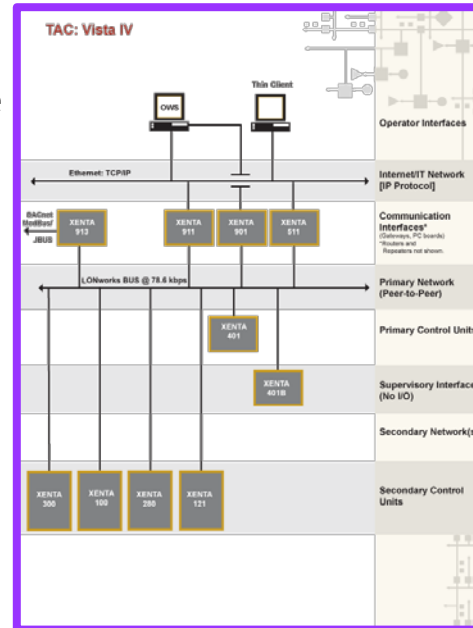 TAC: Vista IV
Thin Client
OWS
Operator Interfaces
Ethernet: TCP/IP
Internet/IT Network
[IP Protocol]
BACnet
ModBus/
JBUS
XENTA
913
XENTA
911
XENTA
901
XENTA
511
Communication
Interfaces*
(Gateways, PC boards)
*Routers and
Repeaters not shown.
LONworks BUS @ 78.6 kbps
Primary Network
(Peer-to-Peer)
XENTA
401
Primary Control Units
XENTA
401B
Supervisory Interface
(No I/O)
Secondary Network(s
XENTA
300
XENTA
100
XENTA
280
XENTA
121
Secondary Control
Units